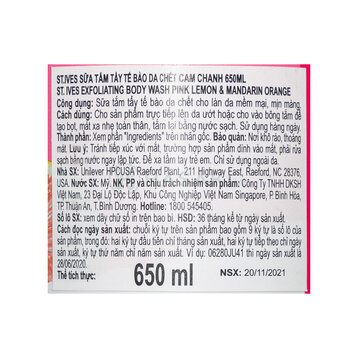 ST.IVES SỮA TẮM TẨY TẾ BÀO DA CHẾT CAM CHANH 650ML
ST. IVES EXFOLIATING BODY WASH PINK LEMON & MANDARIN ORANGE
Công dụng: Sữa tắm tẩy tế bào da chết cho làn da mềm mại, mịn màng.
Cách dùng: Cho sản phẩm trực tiếp lên da ướt hoặc cho vào bông tắm để
tạo bọt, mát xa nhẹ toàn thân, tắm lại bằng nước sạch. Sử dụng hàng ngày.
Thành phần: Xem phần "Ingredients" trên nhãn gốc. HDBQ: Nơi khô ráo, thoáng
mát. Lưu ý: Tránh tiếp xúc với mắt, trường hợp sản phẩm dính vào mắt, phải rửa
sạch bằng nước ngay lập tức. Để xa tầm tay trẻ em. Chỉ sử dụng ngoài da.
Nhà SX: Unilever HPCUSA Raeford Plant, 211 Highway East, Raeford, NC 28376,
USA. Nước SX: Mỹ. NK, PP và chịu trách nhiệm sản phẩm: Công Ty TNHH DKSH
Việt Nam, 23 Đại Lộ Độc Lập, Khu Công Nghiệp Việt Nam Singapore, P. Bình Hòa,
TP. Thuận An, T. Bình Dương. Hotline: 1800 545405.
Số lô SX: xem dãy chữ số in trên bao bì. HSD: 36 tháng kể từ ngày sản xuất.
Cách đọc ngày sản xuất: chuỗi ký tự trên sản phẩm bao gồm 9 ký tự là số lô của
sản phẩm, trong đó: hai ký tự đầu tiên chỉ tháng sản xuất, hai ký tự tiếp theo chỉ ngày
sản xuất, hai ký tự kế tiếp chỉ năm sản xuất. Ví dụ: 06280JU41 thì ngày sản xuất là
28/06/2020.
Thể tích thực: 650 ml NSX: 20/11/2021